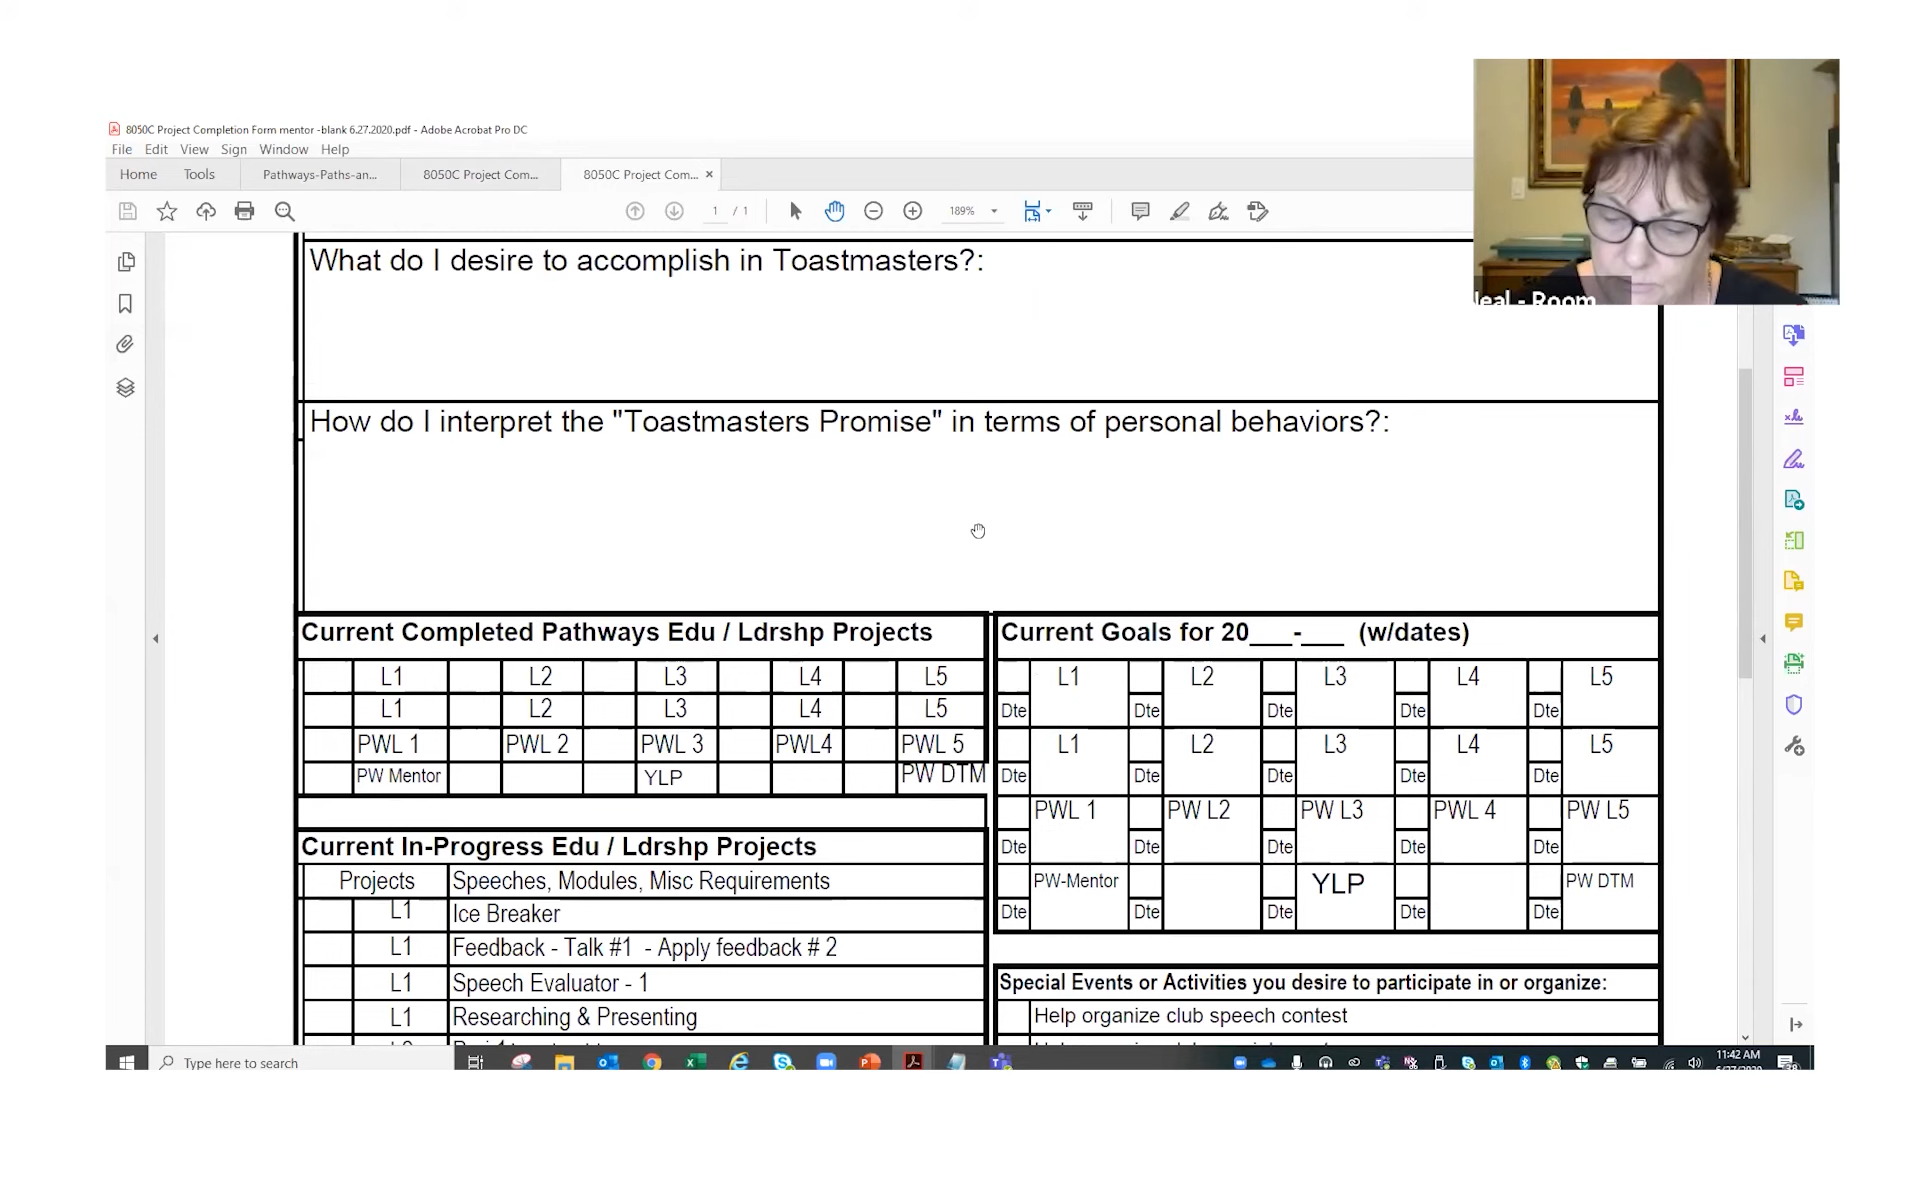 8050C Project Completion Form mentor -blank 6.27.2020.pdf - Adobe Acrobat Pro DC
File Edit View Sign Window Help
Home Tools Pathways-Paths-an... 8050C Project Com... 8050C Project Com... ×
1 / 1 189%
What do I desire to accomplish in Toastmasters?:
How do I interpret the "Toastmasters Promise" in terms of personal behaviors?:
Current Completed Pathways Edu / Ldrshp Projects
L1 L2 L3 L4 L5
L1 L2 L3 L4 L5
PWL 1 PWL 2 PWL 3 PWL4 PWL 5
PW Mentor YLP PW DTM
Current In-Progress Edu / Ldrshp Projects
Projects Speeches, Modules, Misc Requirements
L1 Ice Breaker
L1 Feedback - Talk #1 - Apply feedback # 2
L1 Speech Evaluator - 1
L1 Researching & Presenting
Current Goals for 20___-___ (w/dates)
L1 L2 L3 L4 L5
Dte Dte Dte Dte Dte
L1 L2 L3 L4 L5
Dte Dte Dte Dte Dte
PWL 1 PW L2 PW L3 PWL 4 PW L5
Dte Dte Dte Dte Dte
PW-Mentor YLP PW DTM
Dte Dte Dte Dte Dte
Special Events or Activities you desire to participate in or organize:
Help organize club speech contest
eal - Room
Type here to search
11:42 AM